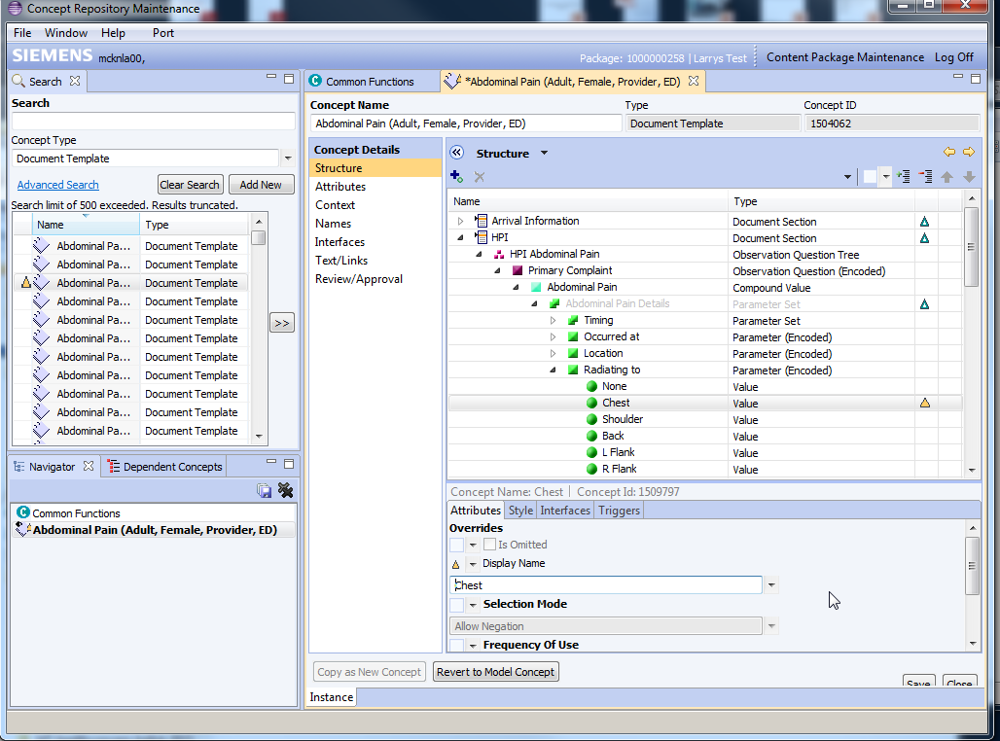 Concept Repository Maintenance
File Window Help Port
SIEMENS mcknla00,
Package: 1000000258 | Larrys Test Content Package Maintenance Log Off
Search
Search
Concept Type
Document Template
Advanced Search Clear Search Add New
Search limit of 500 exceeded. Results truncated.
Name Type
Abdominal Pa... Document Template
Abdominal Pa... Document Template
Abdominal Pa... Document Template
Abdominal Pa... Document Template
Abdominal Pa... Document Template
Abdominal Pa... Document Template
Abdominal Pa... Document Template
Abdominal Pa... Document Template
Abdominal Pa... Document Template
Abdominal Pa... Document Template
Abdominal Pa... Document Template
>>
Navigator Dependent Concepts
C Common Functions
Abdominal Pain (Adult, Female, Provider, ED)
C Common Functions *Abdominal Pain (Adult, Female, Provider, ED)
Concept Name Type Concept ID
Abdominal Pain (Adult, Female, Provider, ED) Document Template 1504062
Concept Details
Structure
Attributes
Context
Names
Interfaces
Text/Links
Review/Approval
Structure
Name Type
Arrival Information Document Section
HPI Document Section
HPI Abdominal Pain Observation Question Tree
Primary Complaint Observation Question (Encoded)
Abdominal Pain Compound Value
Abdominal Pain Details Parameter Set
Timing Parameter Set
Occurred at Parameter (Encoded)
Location Parameter (Encoded)
Radiating to Parameter (Encoded)
None Value
Chest Value
Shoulder Value
Back Value
L Flank Value
R Flank Value
Concept Name: Chest | Concept Id: 1509797
Attributes Style Interfaces Triggers
Overrides
Is Omitted
Display Name
Chest
Selection Mode
Allow Negation
Frequency Of Use
Copy as New Concept Revert to Model Concept Save Close
Instance